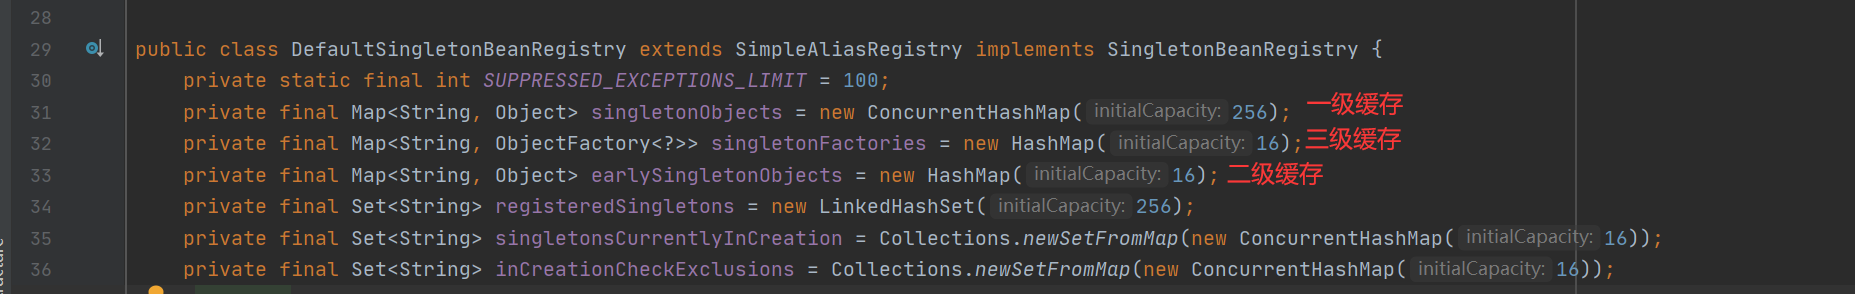 28
29 public class DefaultSingletonBeanRegistry extends SimpleAliasRegistry implements SingletonBeanRegistry {
30 private static final int SUPPRESSED_EXCEPTIONS_LIMIT = 100;
31 private final Map<String, Object> singletonObjects = new ConcurrentHashMap( initialCapacity: 256); 一级缓存
32 private final Map<String, ObjectFactory<?>> singletonFactories = new HashMap( initialCapacity: 16); 三级缓存
33 private final Map<String, Object> earlySingletonObjects = new HashMap( initialCapacity: 16); 二级缓存
34 private final Set<String> registeredSingletons = new LinkedHashSet( initialCapacity: 256);
35 private final Set<String> singletonsCurrentlyInCreation = Collections.newSetFromMap(new ConcurrentHashMap( initialCapacity: 16));
36 private final Set<String> inCreationCheckExclusions = Collections.newSetFromMap(new ConcurrentHashMap( initialCapacity: 16));